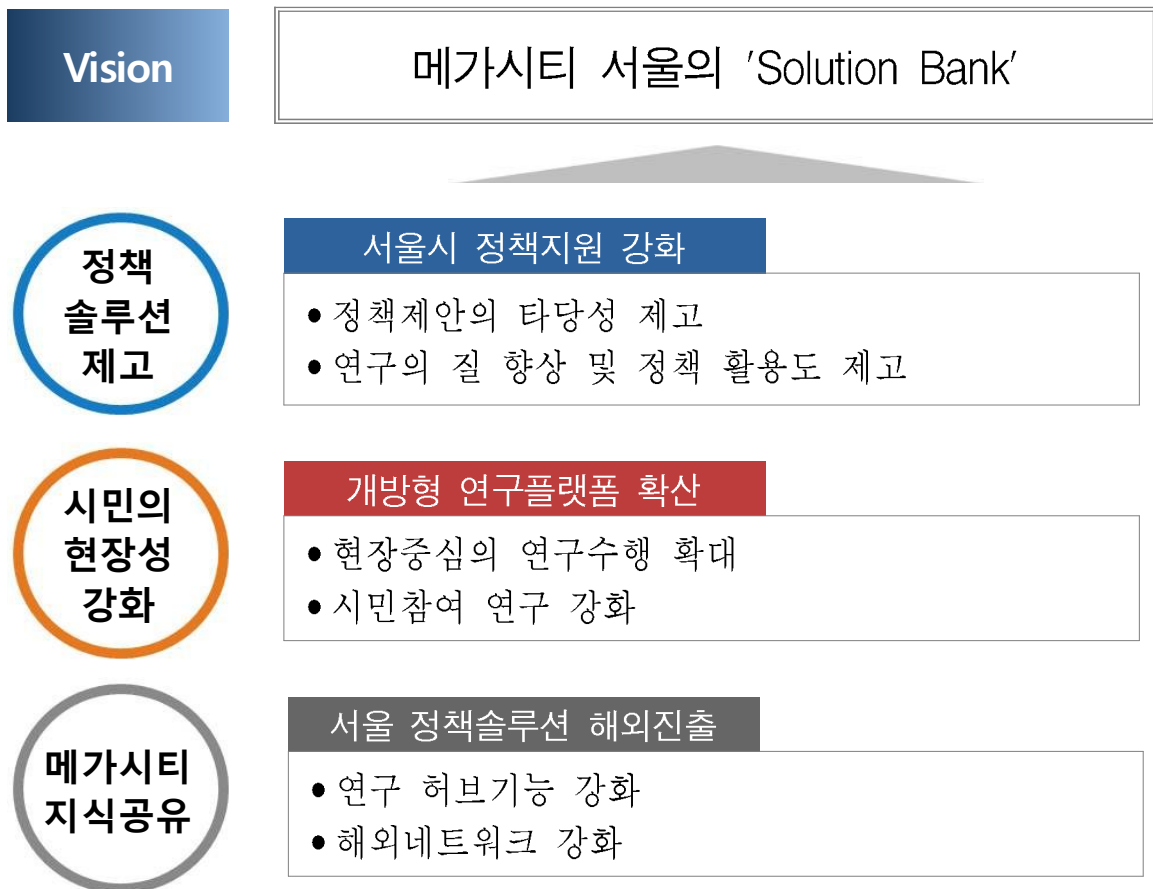 Vision
메가시티 서울의 'Solution Bank'
정책
솔루션
제고
서울시 정책지원 강화
• 정책제안의 타당성 제고
• 연구의 질 향상 및 정책 활용도 제고
시민의
현장성
강화
개방형 연구플랫폼 확산
• 현장중심의 연구수행 확대
• 시민참여 연구 강화
메가시티
지식공유
서울 정책솔루션 해외진출
• 연구 허브기능 강화
• 해외네트워크 강화